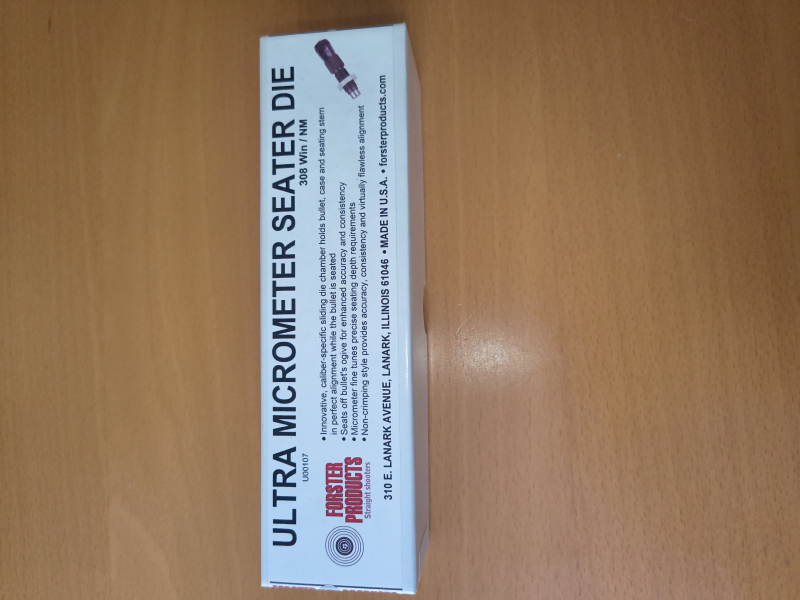 ULTRA MICROMETER SEATER DIE
U00107
308 Win / NM
• Innovative, caliber-specific sliding die chamber holds bullet, case and seating stem
in perfect alignment while the bullet is seated
• Seats off bullet's ogive for enhanced accuracy and consistency
• Micrometer fine tunes precise seating depth requirements
• Non-crimping style provides accuracy, consistency and virtually flawless alignment
FORSTER
PRODUCTS
Straight shooters
310 E. LANARK AVENUE, LANARK, ILLINOIS 61046 • MADE IN U.S.A. • forsterproducts.com